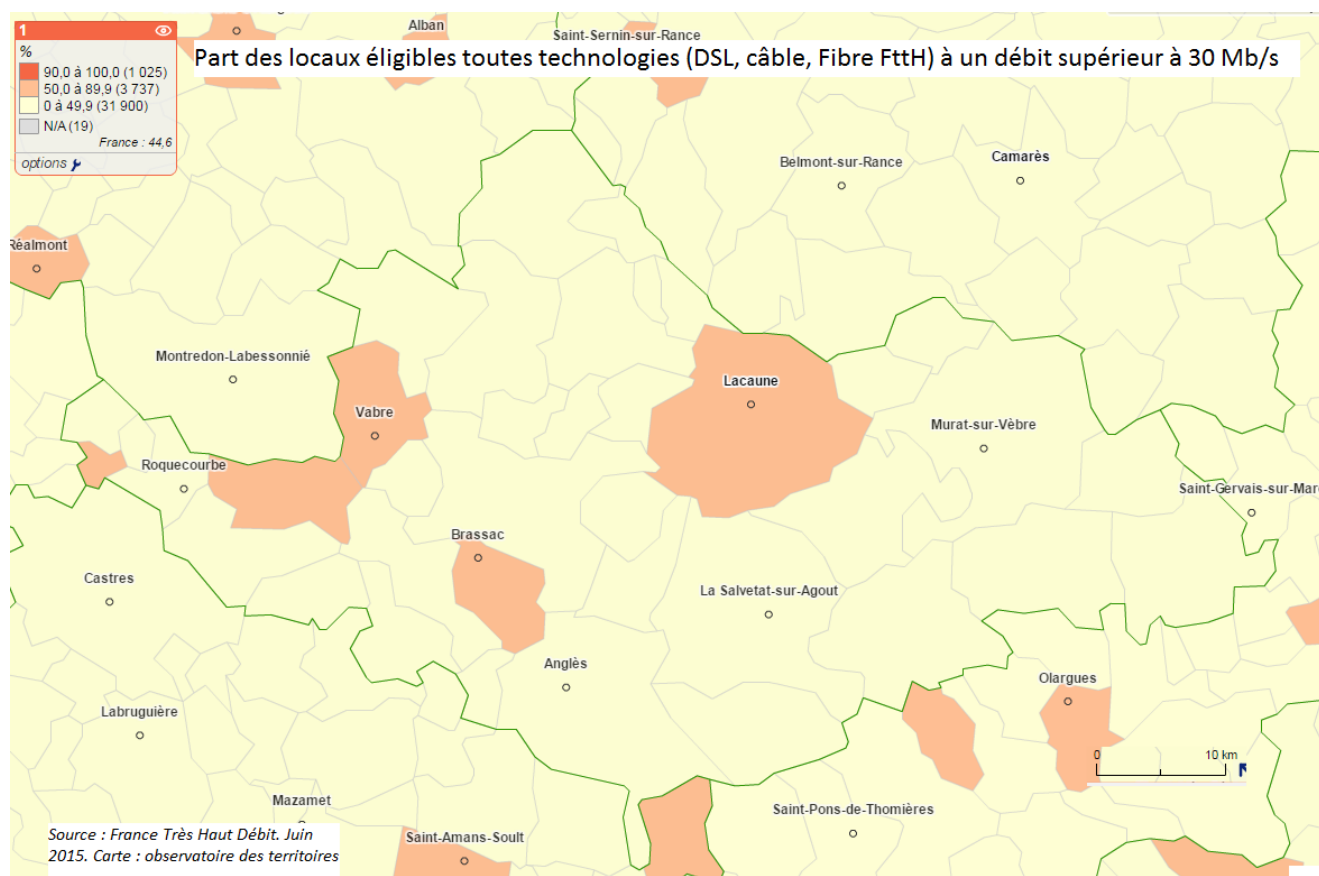 1
%
90,0 à 100,0 (1 025)
50,0 à 89,9 (3 737)
0 à 49,9 (31 900)
N/A (19)
France : 44,6
options
Part des locaux éligibles toutes technologies (DSL, câble, Fibre FttH) à un débit supérieur à 30 Mb/s
Alban
Saint-Sernin-sur-Rance
Belmont-sur-Rance
Camarès
Réalmont
Montredon-Labessonnié
Lacaune
Vabre
Murat-sur-Vèbre
Roquecourbe
Saint-Gervais-sur-Mar
Brassac
Castres
La Salvetat-sur-Agout
Anglès
Olargues
Labruguière
0 10 km
Mazamet
Saint-Pons-de-Thomières
Saint-Amans-Soult
Source : France Très Haut Débit. Juin
2015. Carte : observatoire des territoires